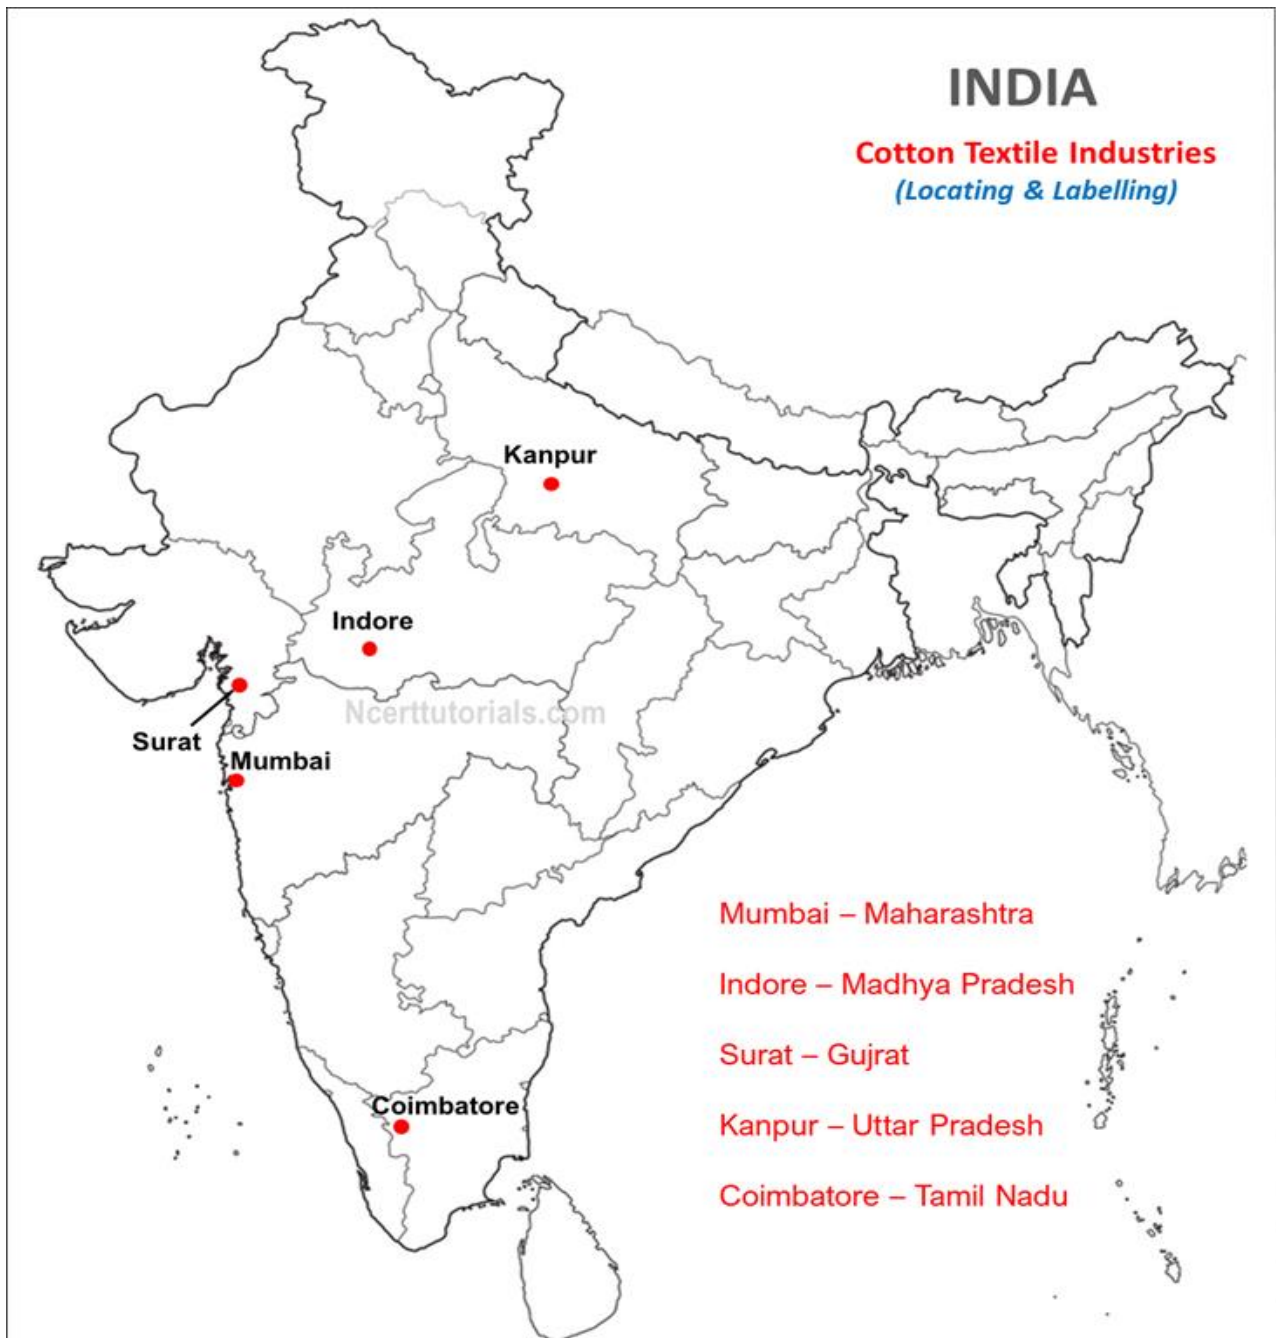 INDIA
Cotton Textile Industries
(Locating & Labelling)
Kanpur
Indore
Ncerttutorials.com
Surat
Mumbai
Mumbai – Maharashtra
Indore – Madhya Pradesh
Surat – Gujrat
Coimbatore
Kanpur – Uttar Pradesh
Coimbatore – Tamil Nadu